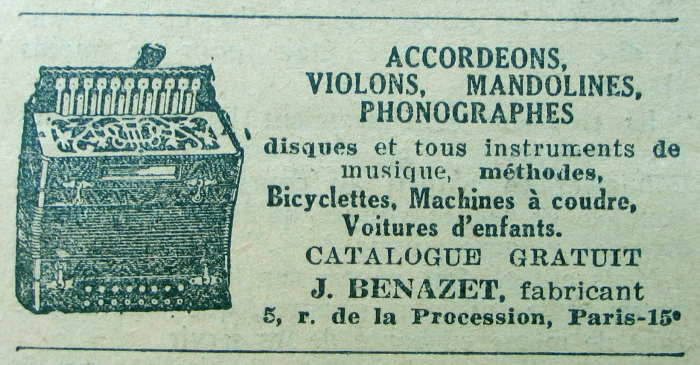 ACCORDEONS,
VIOLONS, MANDOLINES,
PHONOGRAPHES
disques et tous instruments de
musique, méthodes,
Bicyclettes, Machines à coudre,
Voitures d'enfants.
CATALOGUE GRATUIT
J. BENAZET, fabricant
5, r. de la Procession, Paris-15e